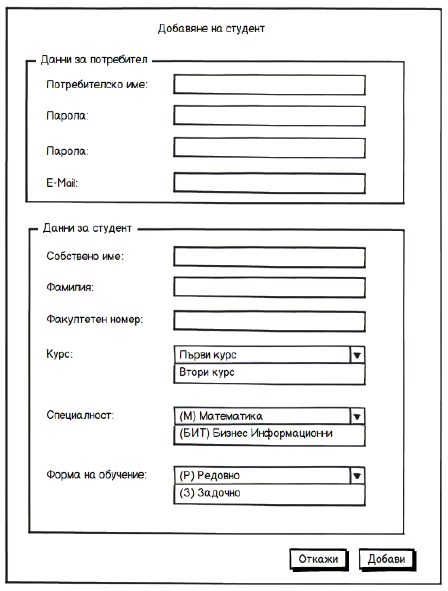 Добавяне на студент
Данни за потребител
Потребителско име:
Парола:
Парола:
E-Mail:
Данни за студент
Собствено име:
Фамилия:
Факултетен номер:
Курс: Първи курс
Втори курс
Специалност: (М) Математика
(БИТ) Бизнес Информационни
Форма на обучение: (Р) Редовно
(З) Задочно
Откажи Добави